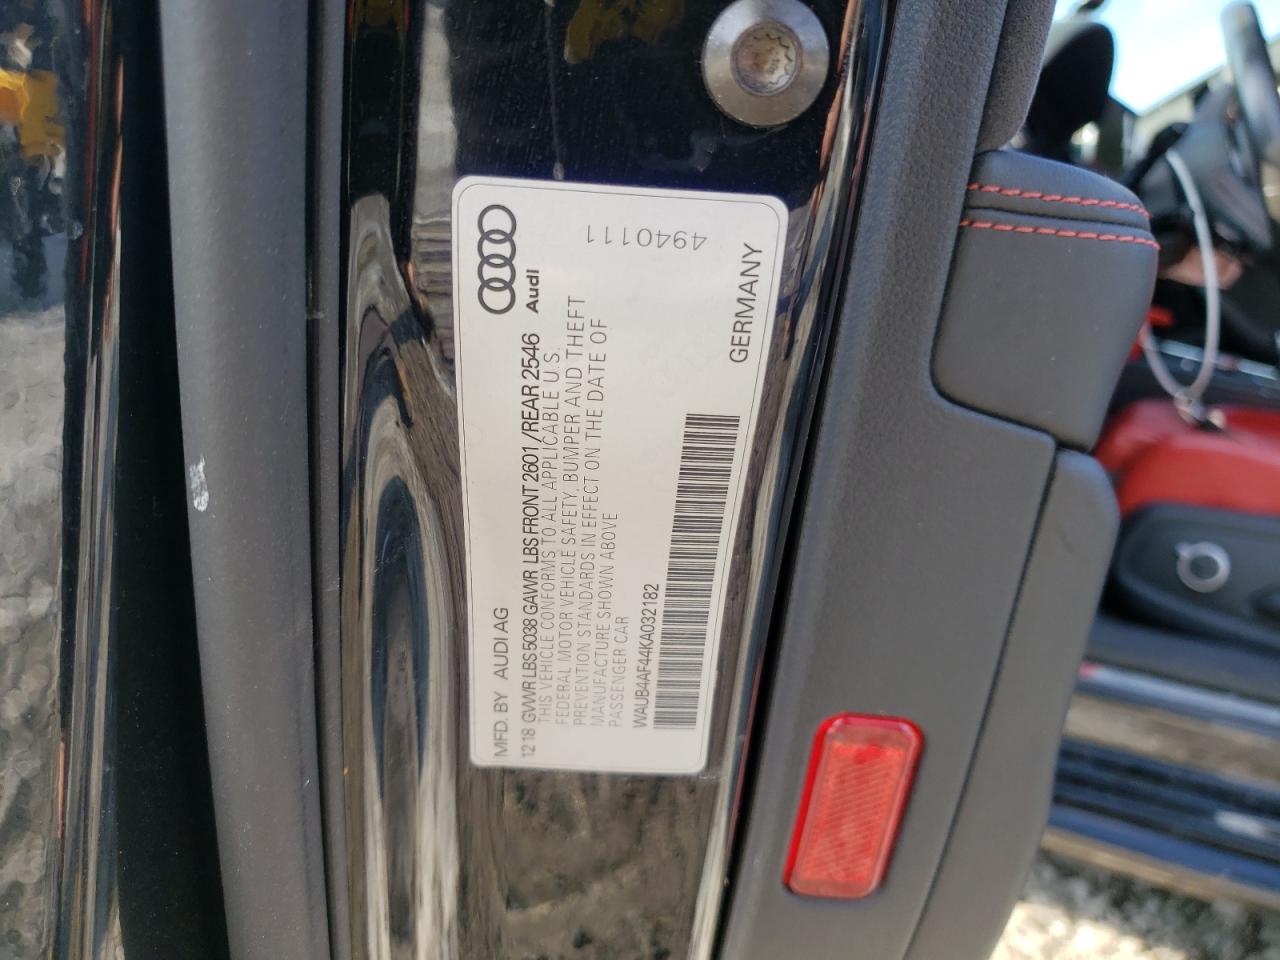 Audi
MFD. BY AUDI AG
12 18 GVWR LBS 5038 GAWR LBS FRONT 2601 / REAR 2546
THIS VEHICLE CONFORMS TO ALL APPLICABLE U.S.
FEDERAL MOTOR VEHICLE SAFETY, BUMPER AND THEFT
PREVENTION STANDARDS IN EFFECT ON THE DATE OF
MANUFACTURE SHOWN ABOVE
PASSENGER CAR
4940111
WAUB4AF44KA032182
GERMANY